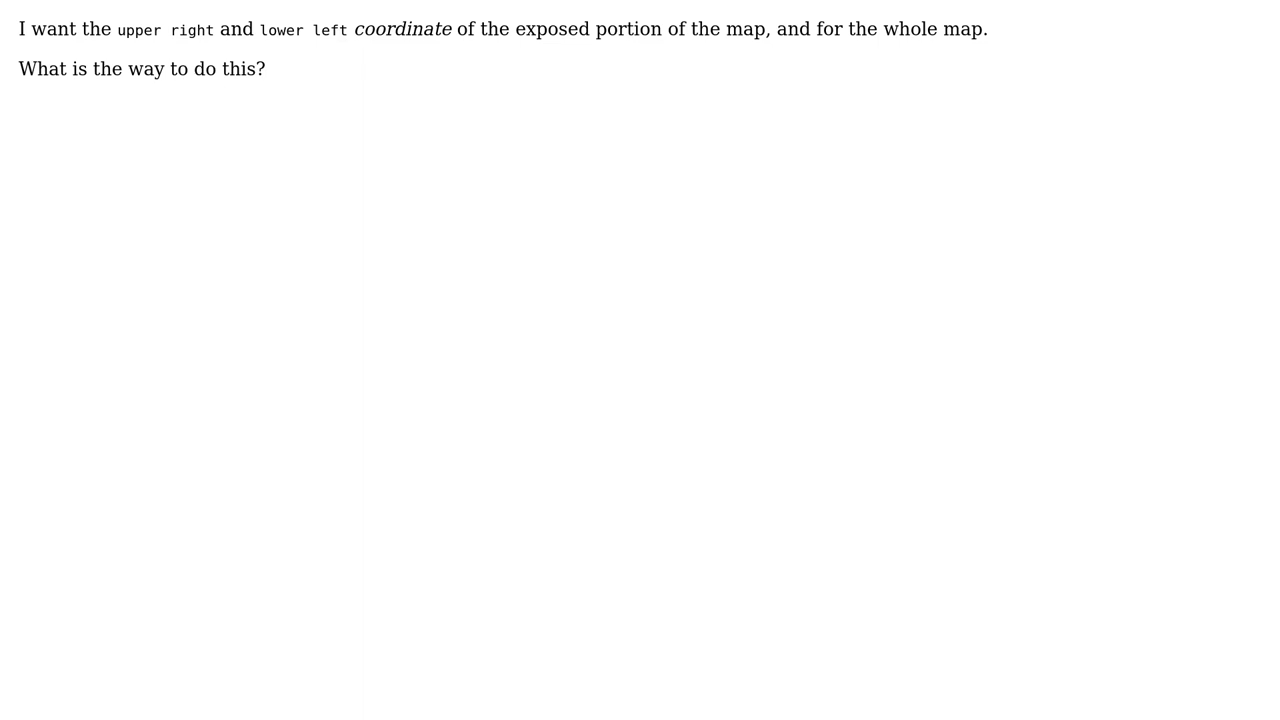 I want the upper right and lower left coordinate of the exposed portion of the map, and for the whole map.
What is the way to do this?